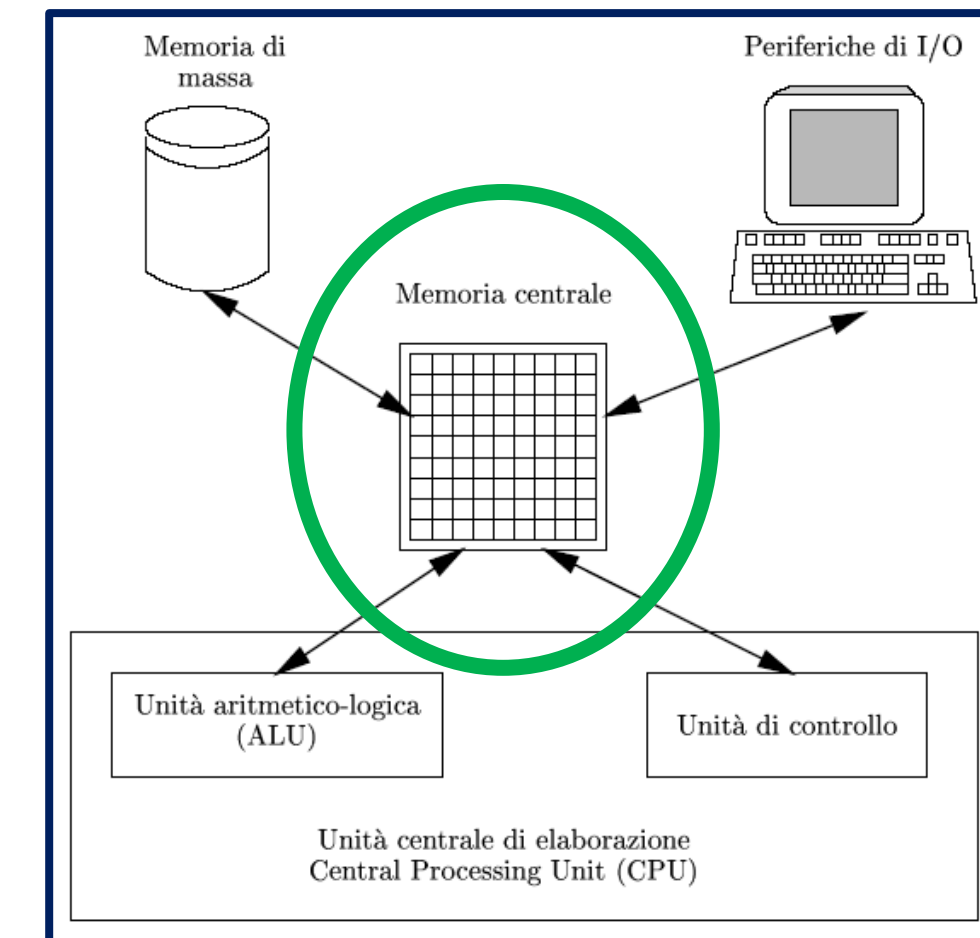 Memoria di
massa
Periferiche di I/O
Memoria centrale
Unità aritmetico-logica
(ALU)
Unità di controllo
Unità centrale di elaborazione
Central Processing Unit (CPU)